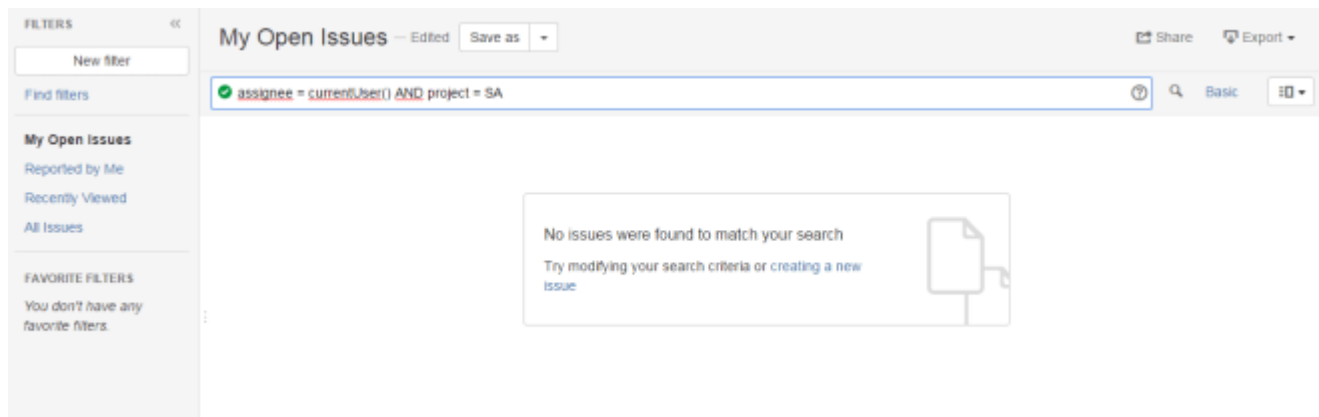 FILTERS
New filter
Find filters
My Open Issues
Reported by Me
Recently Viewed
All Issues
FAVORITE FILTERS
You don't have any
favorite filters.
My Open Issues — Edited Save as
Share Export
assignee = currentUser() AND project = SA
Basic
No issues were found to match your search
Try modifying your search criteria or creating a new
issue